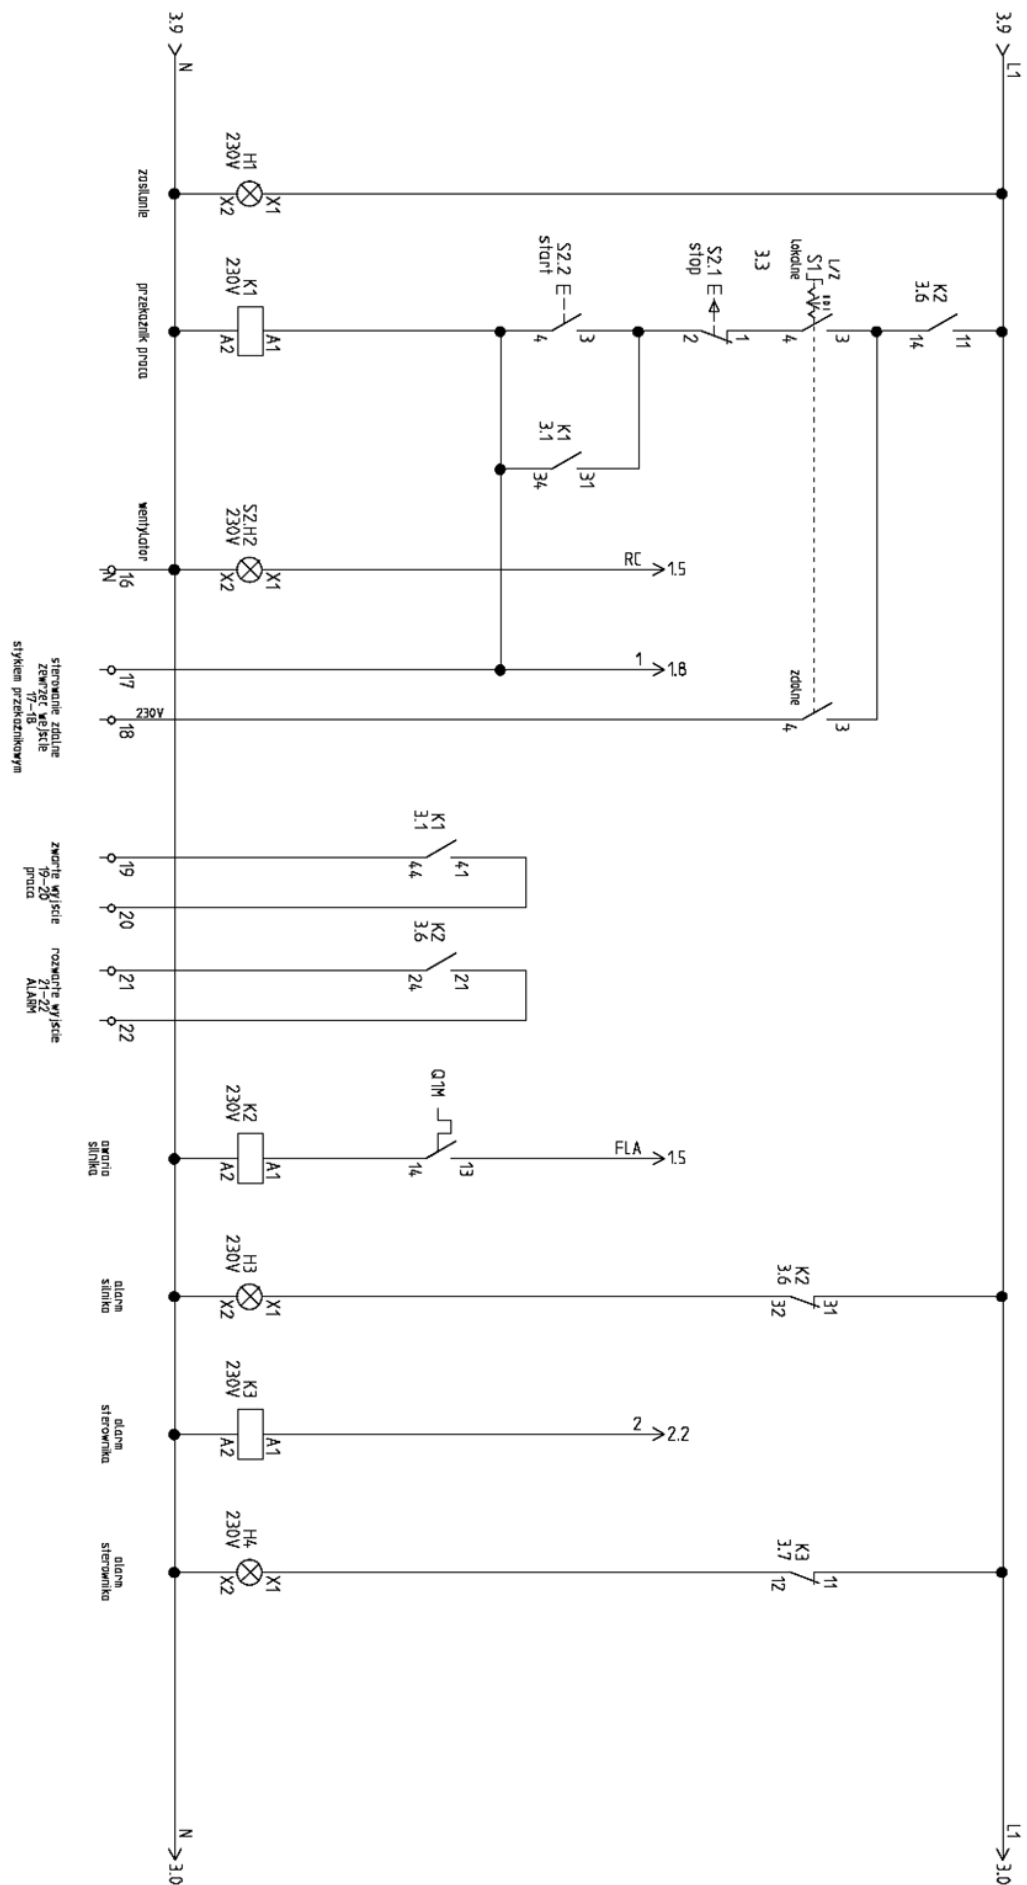 3.9
L1
3.9
N
H1
230V
X1
X2
zasilanie
K2
3.6
11
14
L/Z
S1
lokalne
3
4
3.3
S2.1
stop
1
2
S2.2
start
3
4
K1
230V
A1
A2
przekaźnik praca
K1
3.1
31
34
RC
1.5
S2.H2
230V
X1
X2
wentylator
16
N
1
1.8
17
zdalne
3
4
230V
18
sterowanie zdalne
zewrzeć wejście
17-18
stykiem przekaźnikowym
K1
3.1
41
44
19
20
zwarte wyjście
19-20
praca
K2
3.6
21
24
21
22
rozwarte wyjście
21-22
ALARM
FLA
1.5
Q1M
13
14
K2
230V
A1
A2
awaria
silnika
K2
3.6
31
32
H3
230V
X1
X2
alarm
silnika
2
2.2
K3
230V
A1
A2
alarm
sterownika
K3
3.7
11
12
H4
230V
X1
X2
alarm
sterownika
L1
3.0
N
3.0